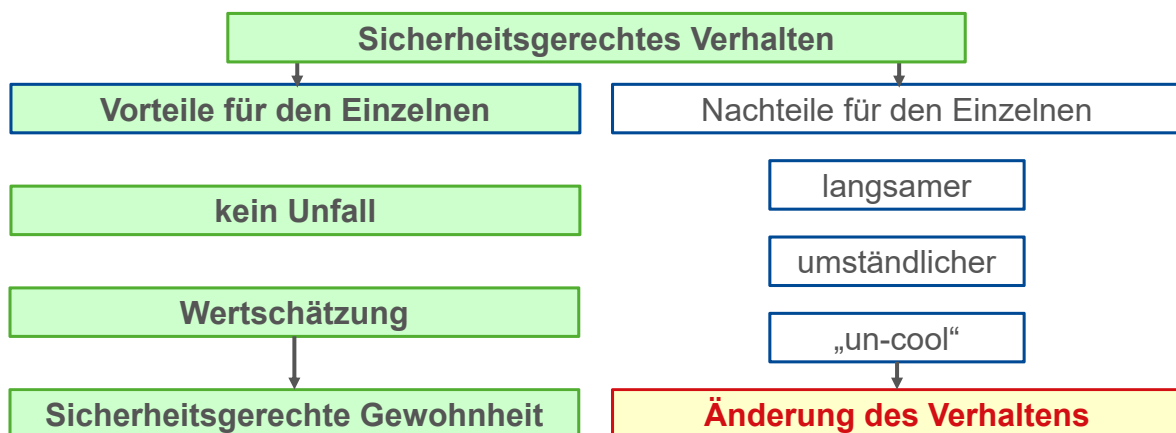 Sicherheitsgerechtes Verhalten
Vorteile für den Einzelnen
Nachteile für den Einzelnen
kein Unfall
langsamer
umständlicher
Wertschätzung
„un-cool“
Sicherheitsgerechte Gewohnheit
Änderung des Verhaltens